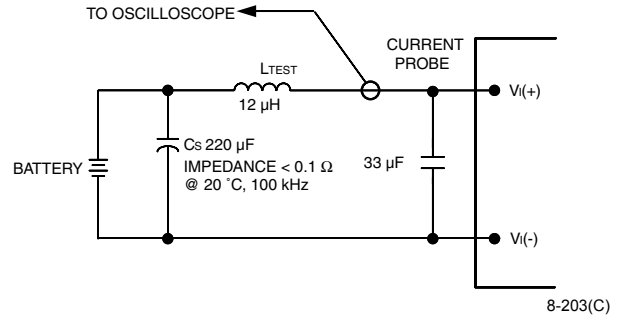 TO OSCILLOSCOPE
CURRENT
PROBE
LTEST
12 µH
VI(+)
CS 220 µF
IMPEDANCE < 0.1 Ω
@ 20 ˚C, 100 kHz
33 µF
BATTERY
VI(-)
8-203(C)